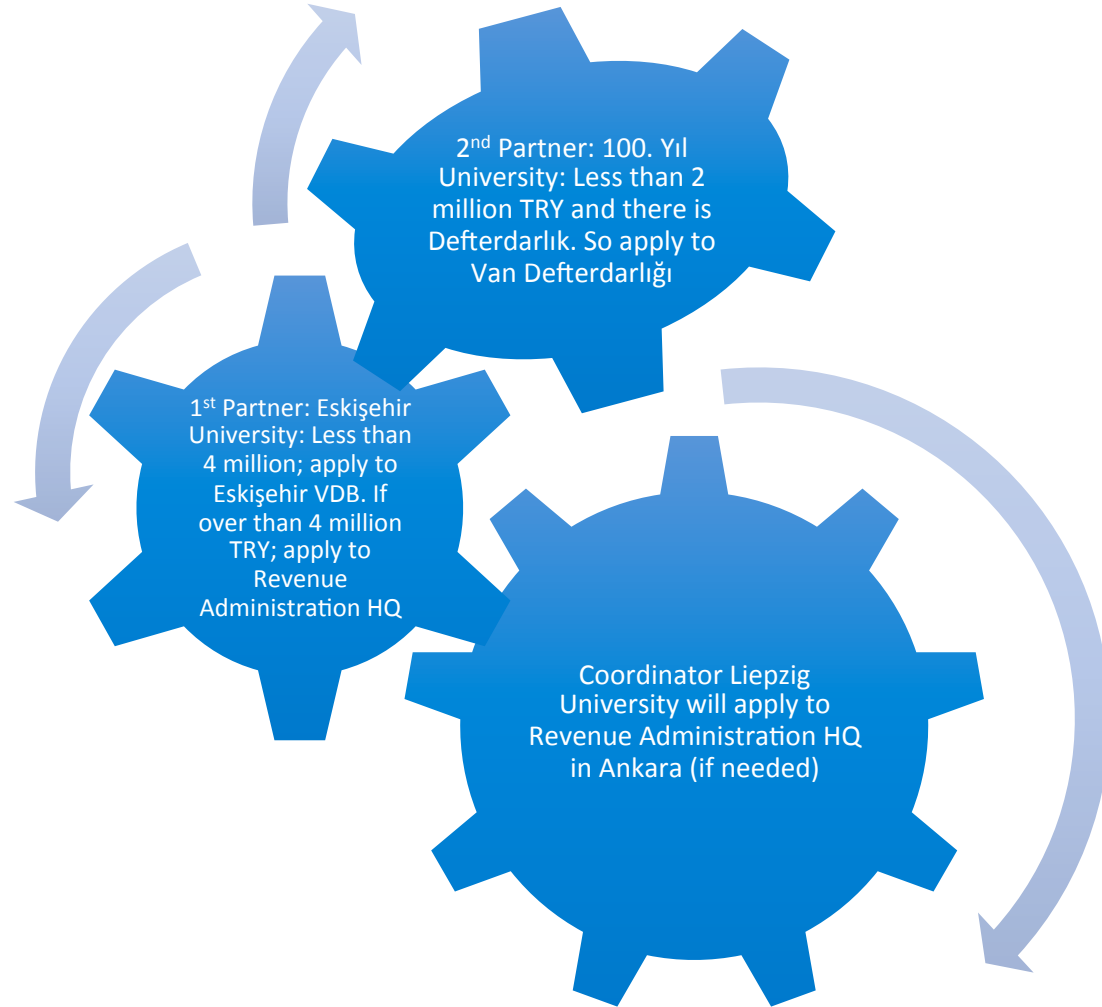 2nd Partner: 100. Yıl
University: Less than 2
million TRY and there is
Defterdarlık. So apply to
Van Defterdarlığı
1st Partner: Eskişehir
University: Less than
4 million; apply to
Eskişehir VDB. If
over than 4 million
TRY; apply to
Revenue
Administration HQ
Coordinator Liepzig
University will apply to
Revenue Administration HQ
in Ankara (if needed)